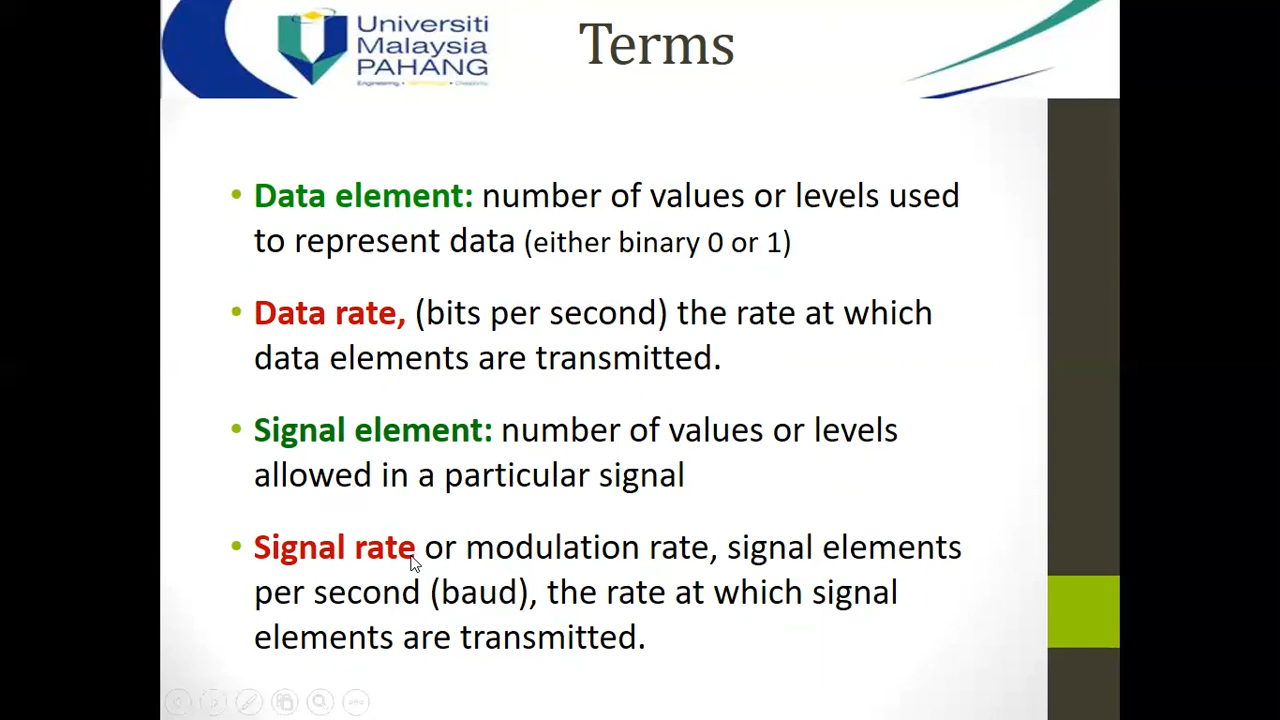 Universiti
Malaysia
PAHANG
Engineering • Technology • Creativity
Terms
• Data element: number of values or levels used
to represent data (either binary 0 or 1)
• Data rate, (bits per second) the rate at which
data elements are transmitted.
• Signal element: number of values or levels
allowed in a particular signal
• Signal rate or modulation rate, signal elements
per second (baud), the rate at which signal
elements are transmitted.